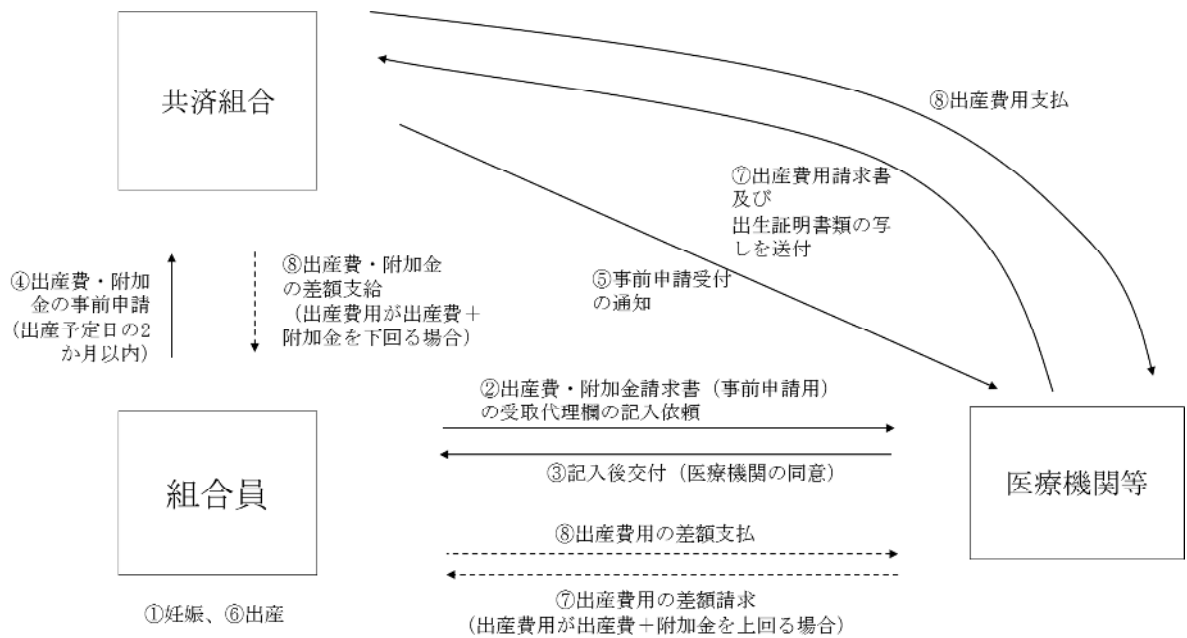 共済組合
⑧出産費用支払
⑦出産費用請求書
及び
出生証明書類の写
しを送付
④出産費・附加
金の事前申請
(出産予定日の2
か月以内)
⑧出産費・附加金
の差額支給
(出産費用が出産費+
附加金を下回る場合)
⑤事前申請受付
の通知
②出産費・附加金請求書(事前申請用)
の受取代理欄の記入依頼
③記入後交付(医療機関の同意)
組合員
医療機関等
⑧出産費用の差額支払
⑦出産費用の差額請求
(出産費用が出産費+附加金を上回る場合)
①妊娠、⑥出産